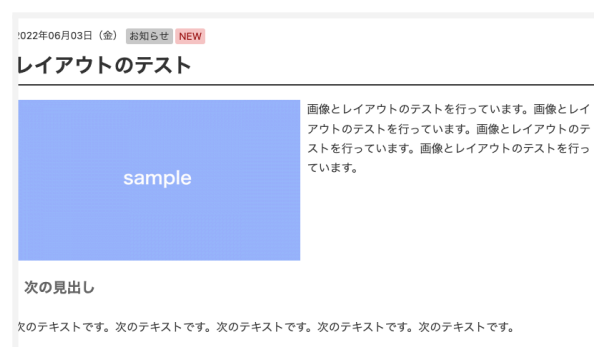 2022年06月03日（金） お知らせ NEW
レイアウトのテスト
sample
画像とレイアウトのテストを行っています。画像とレイ
アウトのテストを行っています。画像とレイアウトのテ
ストを行っています。画像とレイアウトのテストを行っ
ています。
次の見出し
次のテキストです。次のテキストです。次のテキストです。次のテキストです。次のテキストです。